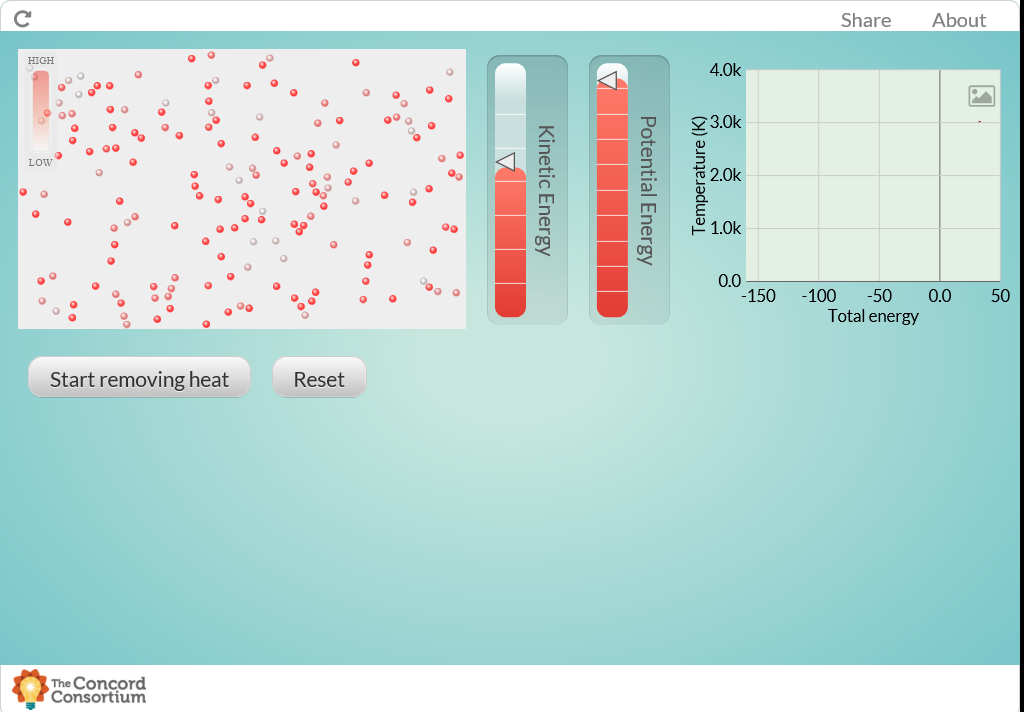 Share About
HIGH
LOW
Kinetic Energy
Potential Energy
4.0k
3.0k
2.0k
1.0k
0.0
Temperature (K)
-150 -100 -50 0.0 50
Total energy
Start removing heat Reset
The Concord
Consortium